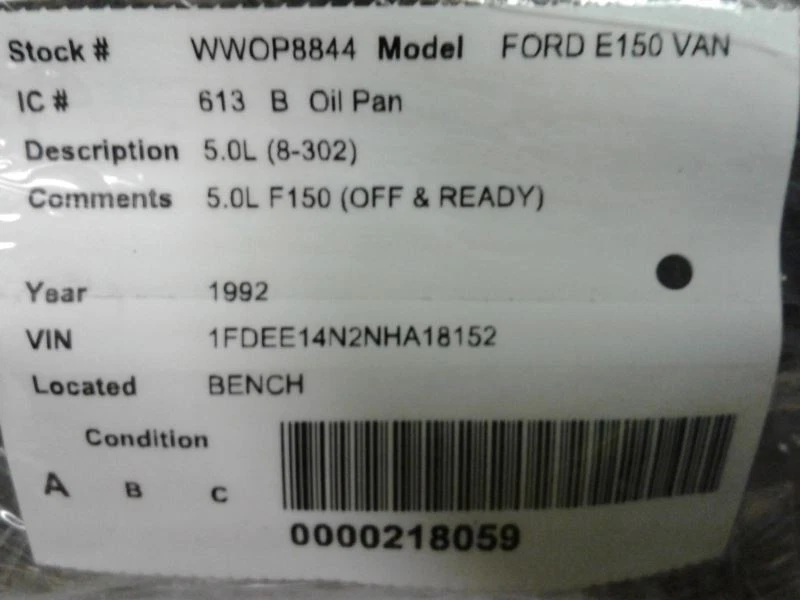 Stock # WWOP8844 Model FORD E150 VAN
IC # 613 B Oil Pan
Description 5.0L (8-302)
Comments 5.0L F150 (OFF & READY)
Year 1992
VIN 1FDEE14N2NHA18152
Located BENCH
Condition
A B C
0000218059